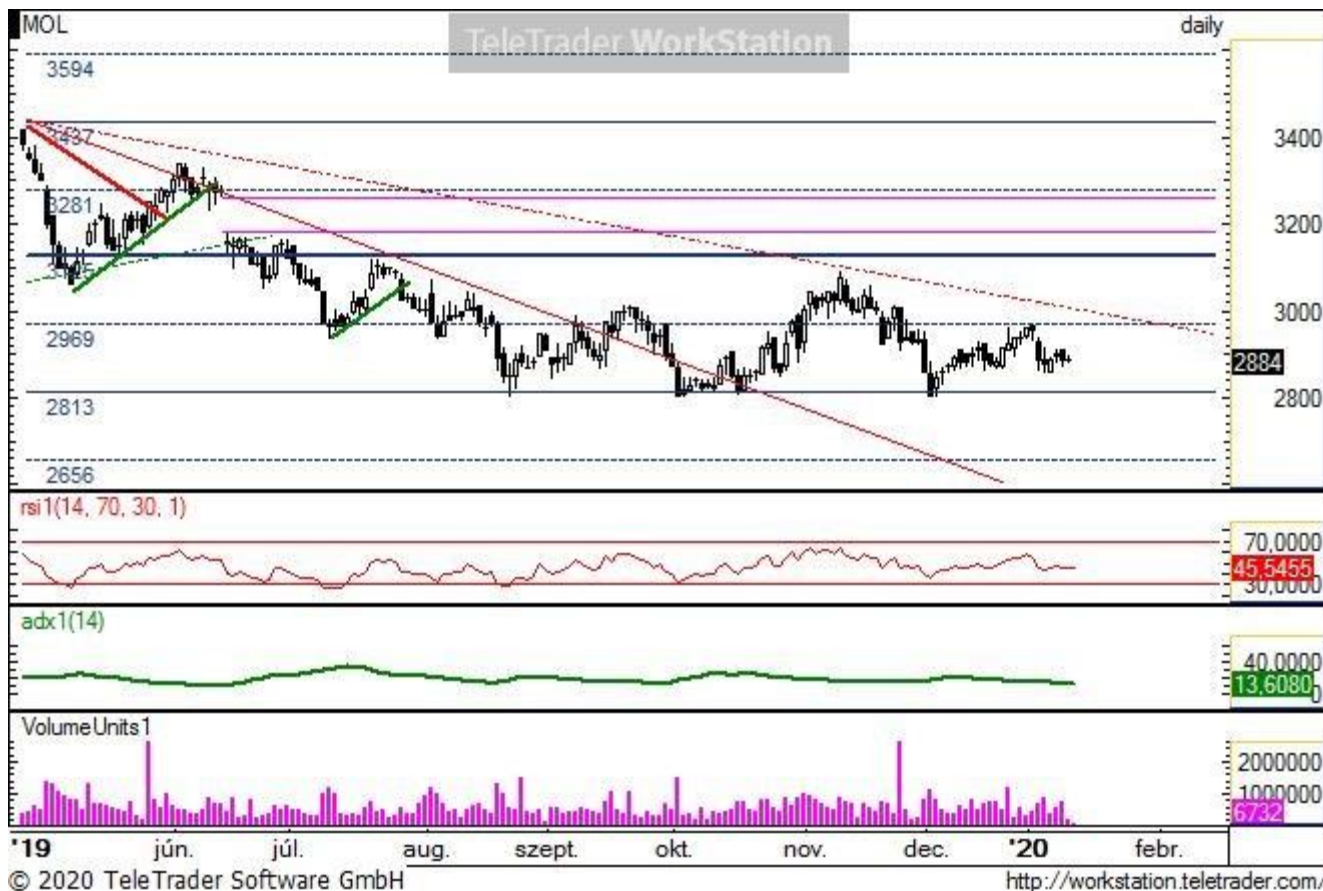 MOL
TeleTrader WorkStation
daily
3594
3437
3281
3125
2969
2813
2656
3400
3200
3000
2884
2800
rsi1(14, 70, 30, 1)
70,0000
45,5455
30,0000
adx1(14)
40,0000
13,6080
0
VolumeUnits1
2000000
1000000
6732
'19 jún. júl. aug. szept. okt. nov. dec. '20 febr.
© 2020 TeleTrader Software GmbH
http://workstation.teletrader.com/